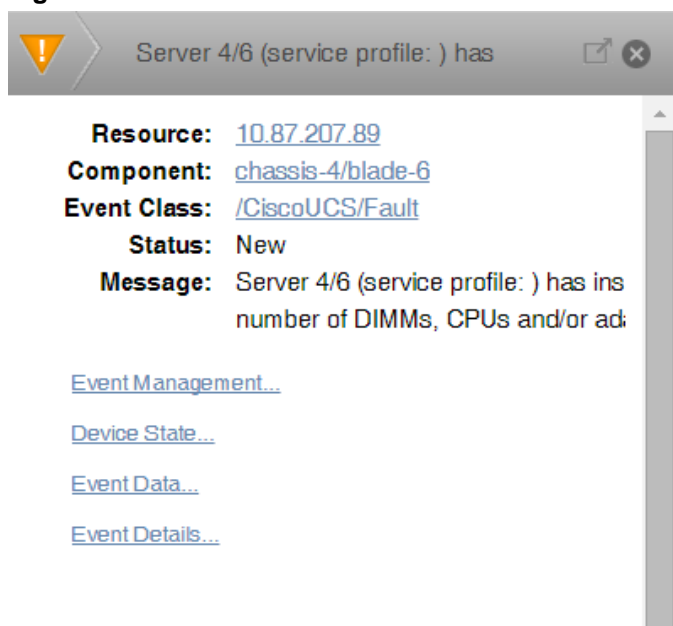 Server 4/6 (service profile: ) has
Resource: 10.87.207.89
Component: chassis-4/blade-6
Event Class: /CiscoUCS/Fault
Status: New
Message: Server 4/6 (service profile: ) has ins
number of DIMMs, CPUs and/or ada
Event Management...
Device State...
Event Data...
Event Details...